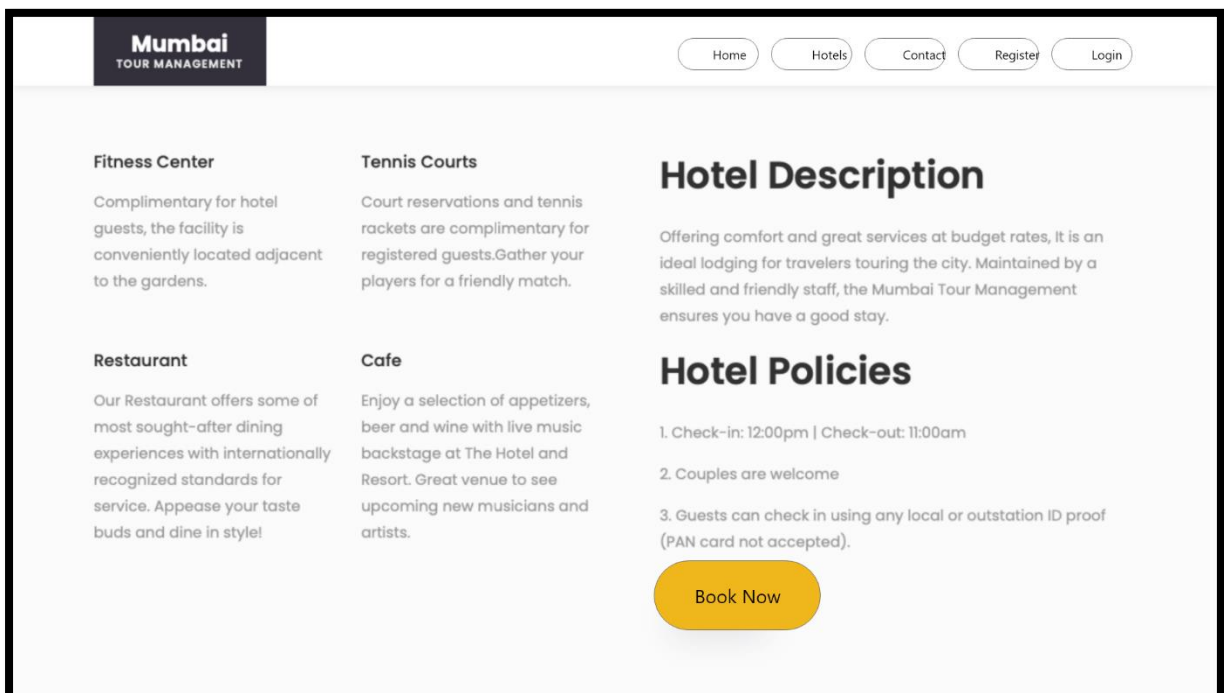 Mumbai
TOUR MANAGEMENT
Home
Hotels
Contact
Register
Login
Fitness Center
Complimentary for hotel
guests, the facility is
conveniently located adjacent
to the gardens.
Tennis Courts
Court reservations and tennis
rackets are complimentary for
registered guests.Gather your
players for a friendly match.
Restaurant
Our Restaurant offers some of
most sought-after dining
experiences with internationally
recognized standards for
service. Appease your taste
buds and dine in style!
Cafe
Enjoy a selection of appetizers,
beer and wine with live music
backstage at The Hotel and
Resort. Great venue to see
upcoming new musicians and
artists.
Hotel Description
Offering comfort and great services at budget rates, It is an
ideal lodging for travelers touring the city. Maintained by a
skilled and friendly staff, the Mumbai Tour Management
ensures you have a good stay.
Hotel Policies
1. Check-in: 12:00pm | Check-out: 11:00am
2. Couples are welcome
3. Guests can check in using any local or outstation ID proof
(PAN card not accepted).
Book Now